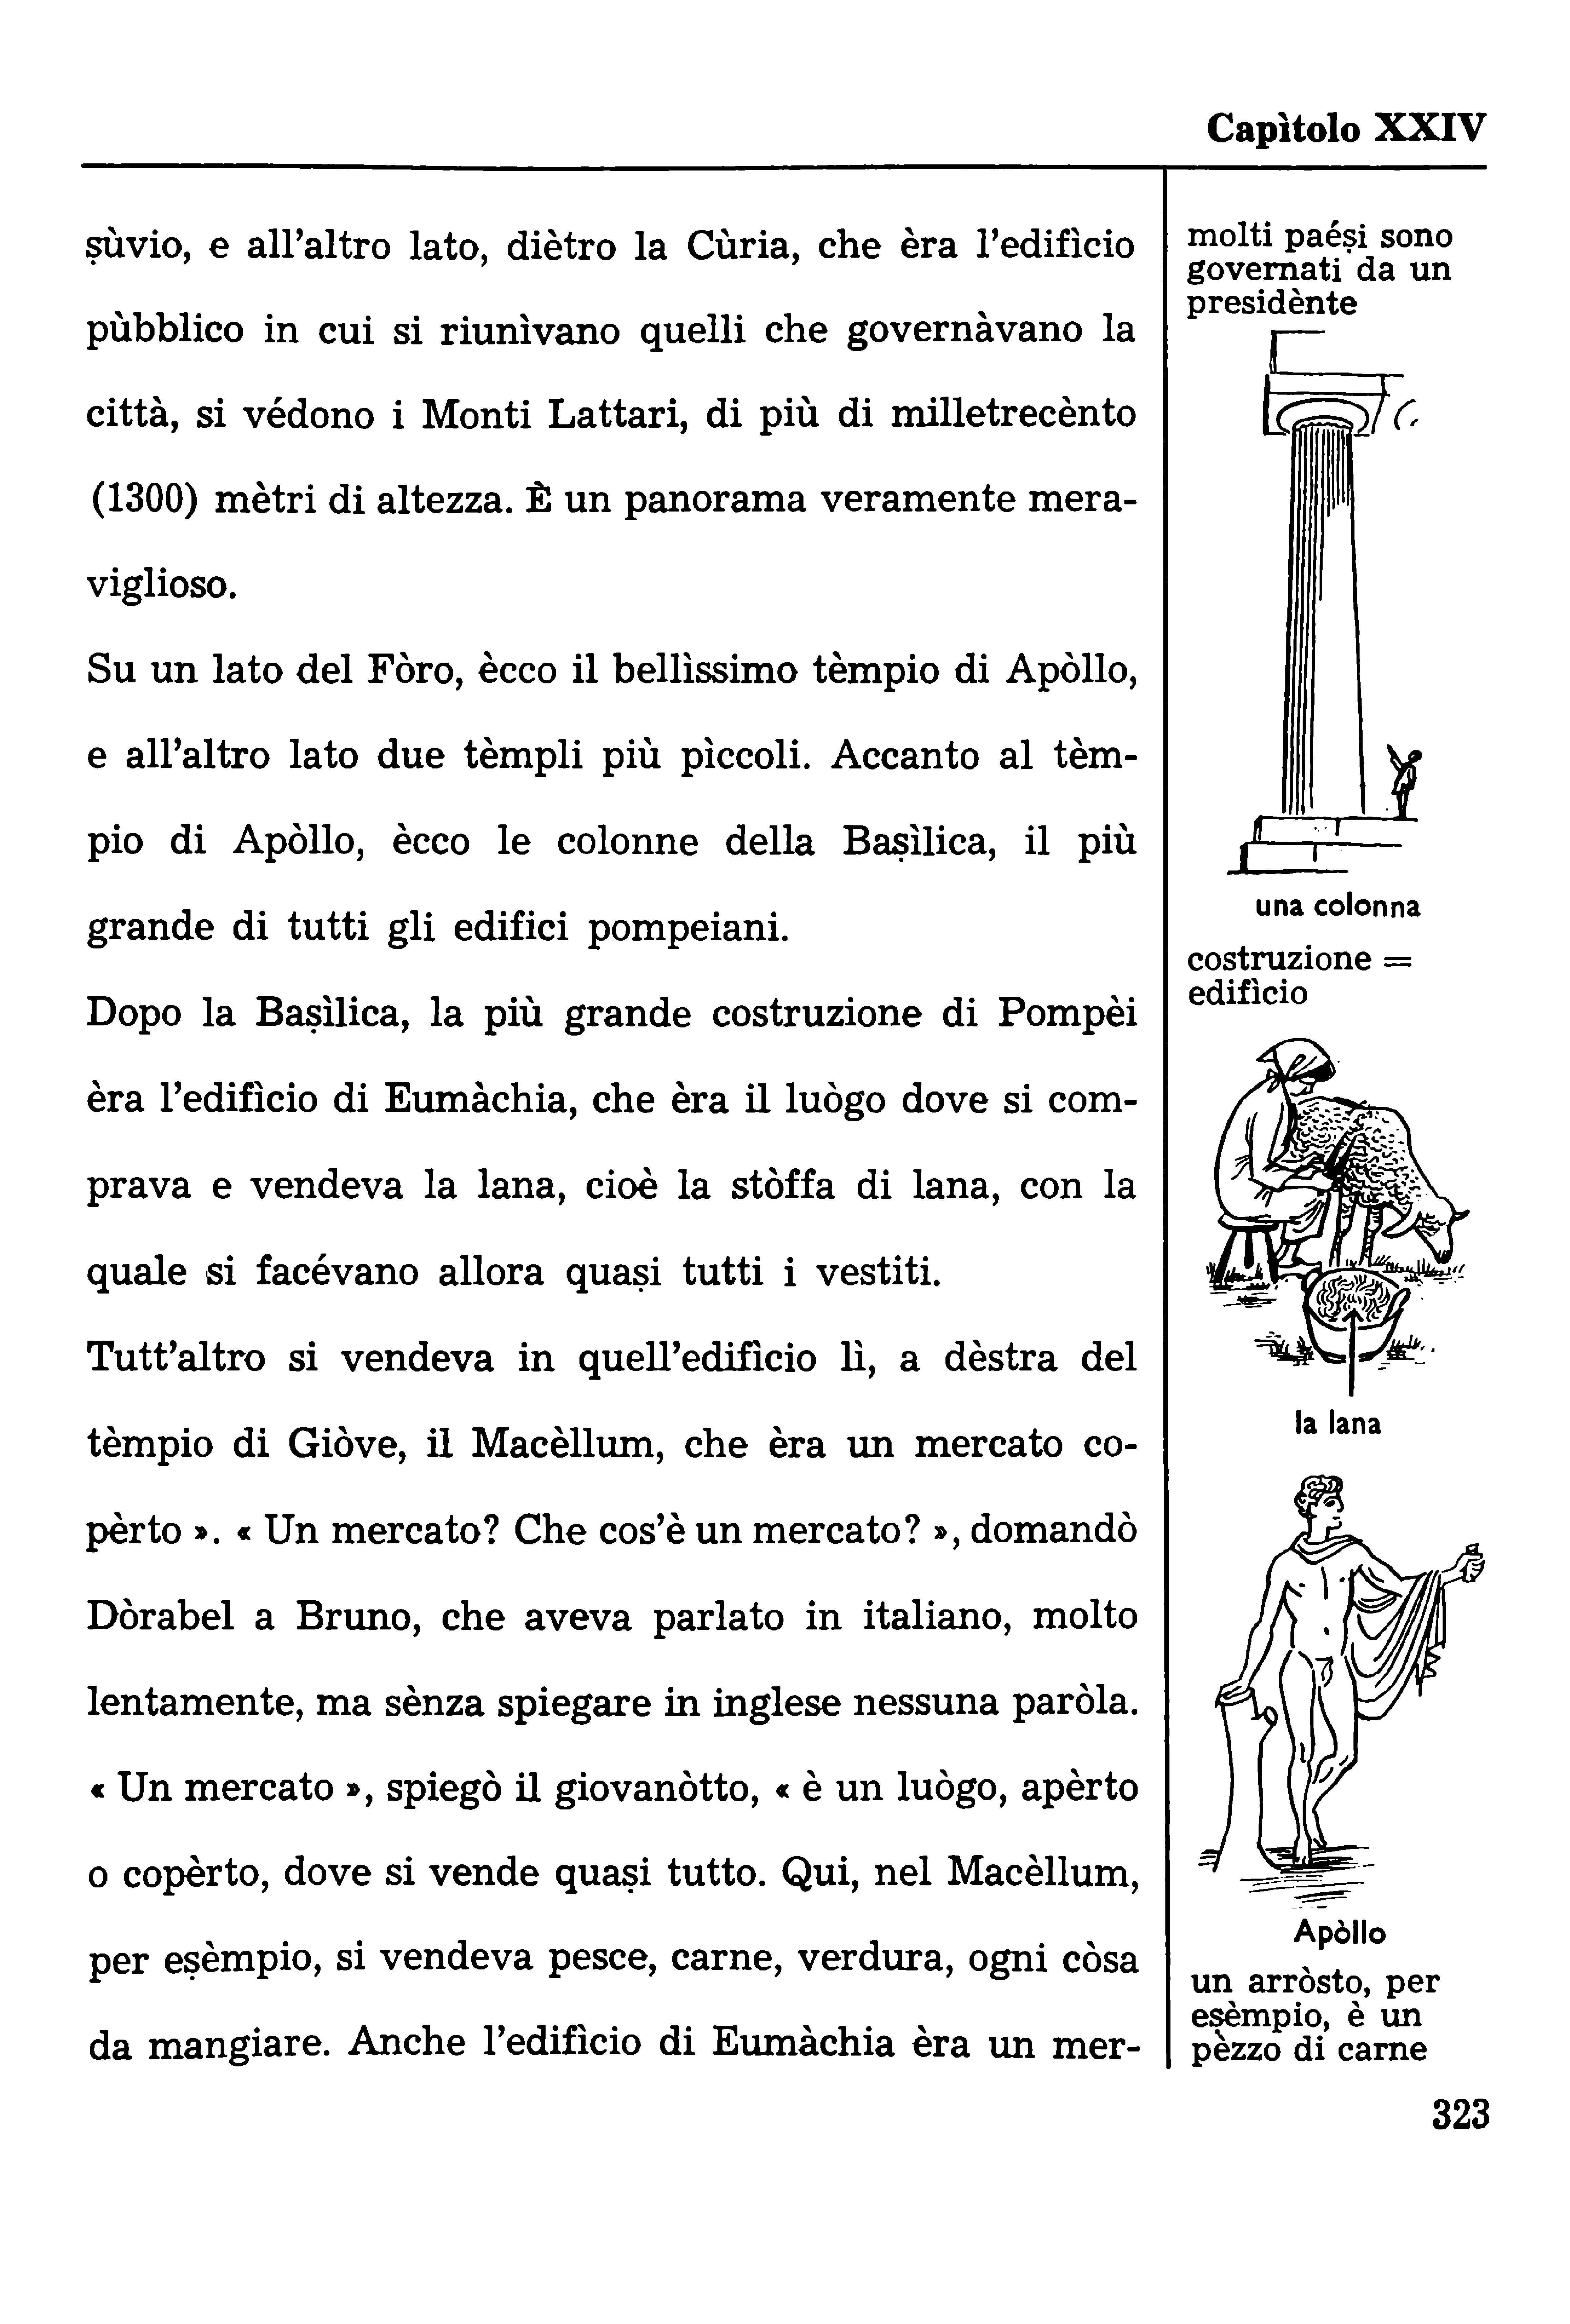 Capìtolo XXIV
ṣùvio, e all’altro lato, diètro la Cùria, che èra l’edifìcio
pùbblico in cui si riunìvano quelli che governàvano la
città, si védono i Monti Lattari, di più di milletrecènto
(1300) mètri di altezza. È un panorama veramente mera-
viglioso.
Su un lato del Fòro, ècco il bellìssimo tèmpio di Apòllo,
e all’altro lato due tèmpli più pìccoli. Accanto al tèm-
pio di Apòllo, ècco le colonne della Baṣìlica, il più
grande di tutti gli edifici pompeiani.
Dopo la Baṣìlica, la più grande costruzione di Pompèi
èra l’edifìcio di Eumàchia, che èra il luògo dove si com-
prava e vendeva la lana, cioè la stòffa di lana, con la
quale si facévano allora quaṣi tutti i vestiti.
Tutt’altro si vendeva in quell’edifìcio lì, a dèstra del
tèmpio di Giòve, il Macèllum, che èra un mercato co-
pèrto ». « Un mercato? Che cos’è un mercato? », domandò
Dòrabel a Bruno, che aveva parlato in italiano, molto
lentamente, ma sènza spiegare in inglese nessuna paròla.
« Un mercato », spiegò il giovanòtto, « è un luògo, apèrto
o copèrto, dove si vende quaṣi tutto. Qui, nel Macèllum,
per eṣèmpio, si vendeva pesce, carne, verdura, ogni còsa
da mangiare. Anche l’edifìcio di Eumàchia èra un mer-
molti paéṣi sono
governati da un
presidènte
una colonna
costruzione =
edifìcio
la lana
Apòllo
un arròsto, per
eṣèmpio, è un
pèzzo di carne
323